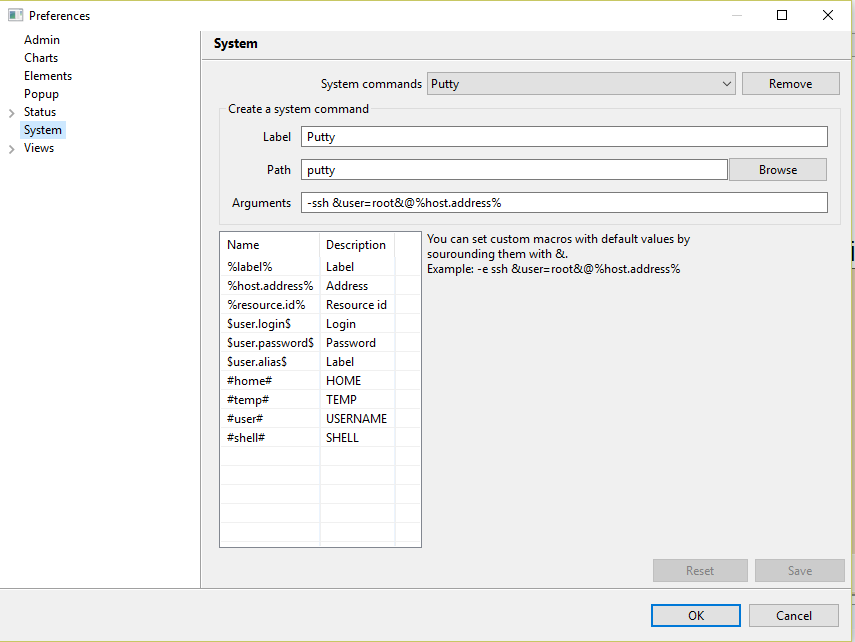 Preferences
Admin
Charts
Elements
Popup
Status
System
Views
System
System commands Putty Remove
Create a system command
Label Putty
Path putty Browse
Arguments -ssh &user=root&@%host.address%
Name Description
%label% Label
%host.address% Address
%resource.id% Resource id
$user.login$ Login
$user.password$ Password
$user.alias$ Label
#home# HOME
#temp# TEMP
#user# USERNAME
#shell# SHELL
You can set custom macros with default values by
sourounding them with &.
Example: -e ssh &user=root&@%host.address%
Reset Save
OK Cancel